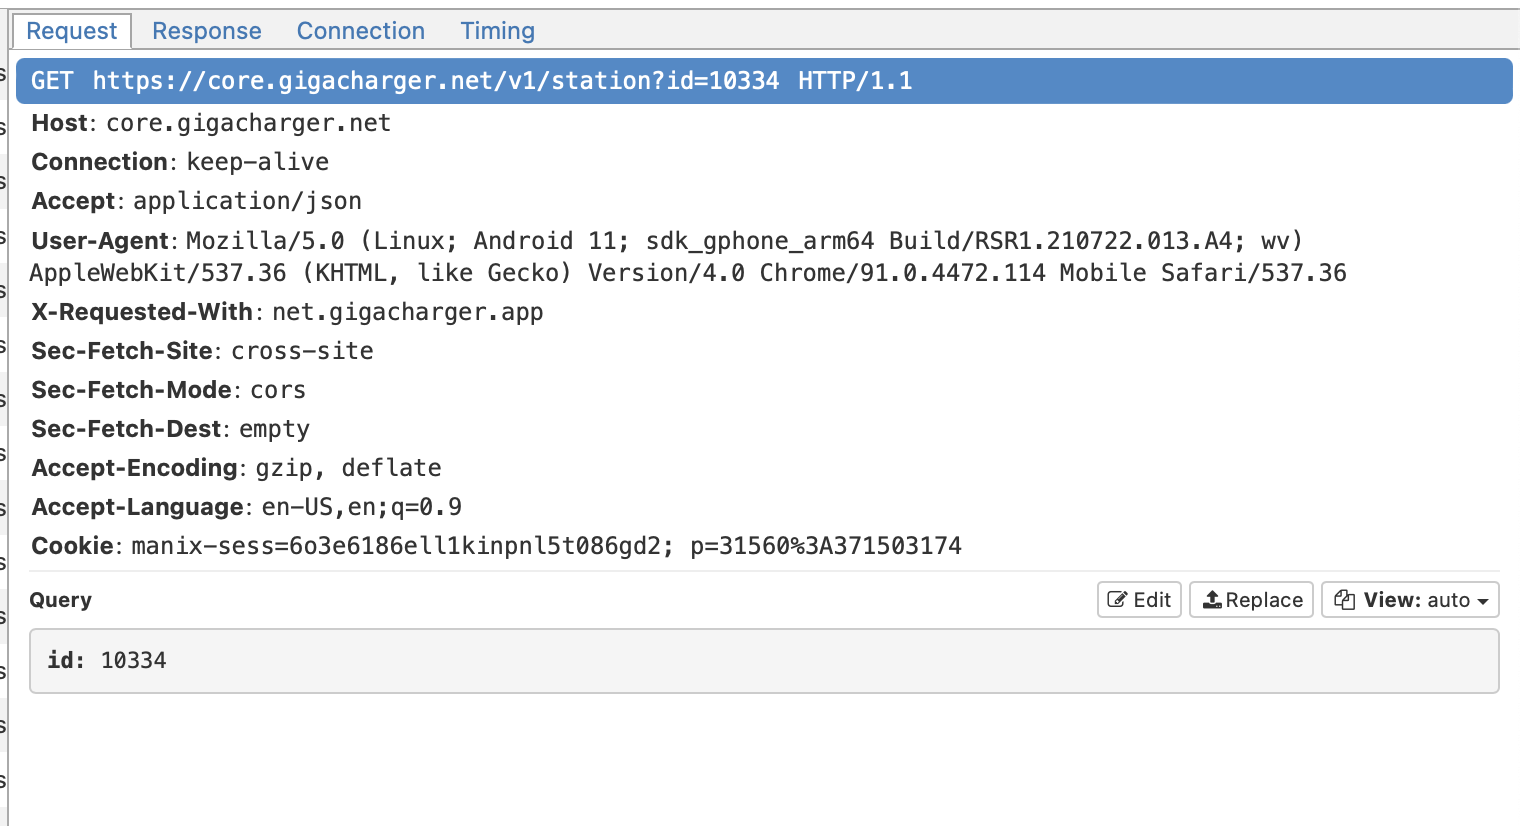 Request Response Connection Timing
GET https://core.gigacharger.net/v1/station?id=10334 HTTP/1.1
Host: core.gigacharger.net
Connection: keep-alive
Accept: application/json
User-Agent: Mozilla/5.0 (Linux; Android 11; sdk_gphone_arm64 Build/RSR1.210722.013.A4; wv)
AppleWebKit/537.36 (KHTML, like Gecko) Version/4.0 Chrome/91.0.4472.114 Mobile Safari/537.36
X-Requested-With: net.gigacharger.app
Sec-Fetch-Site: cross-site
Sec-Fetch-Mode: cors
Sec-Fetch-Dest: empty
Accept-Encoding: gzip, deflate
Accept-Language: en-US,en;q=0.9
Cookie: manix-sess=6o3e6186ell1kinpnl5t086gd2; p=31560%3A371503174
Query Edit Replace View: auto
id: 10334